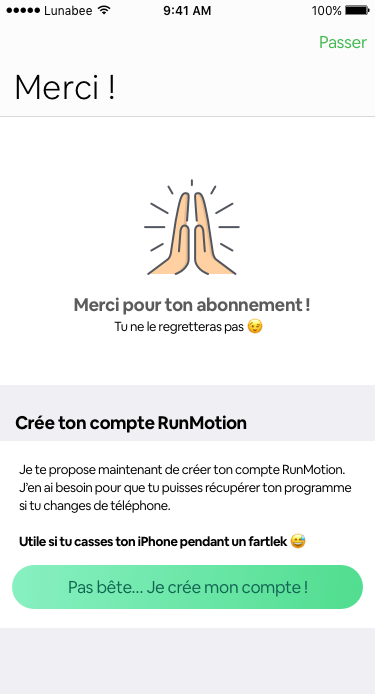 Lunabee 9:41 AM 100%
Passer
Merci !
Merci pour ton abonnement !
Tu ne le regretteras pas 😉
Crée ton compte RunMotion
Je te propose maintenant de créer ton compte RunMotion.
J'en ai besoin pour que tu puisses récupérer ton programme
si tu changes de téléphone.
Utile si tu casses ton iPhone pendant un fartlek 😅
Pas bête... Je crée mon compte !